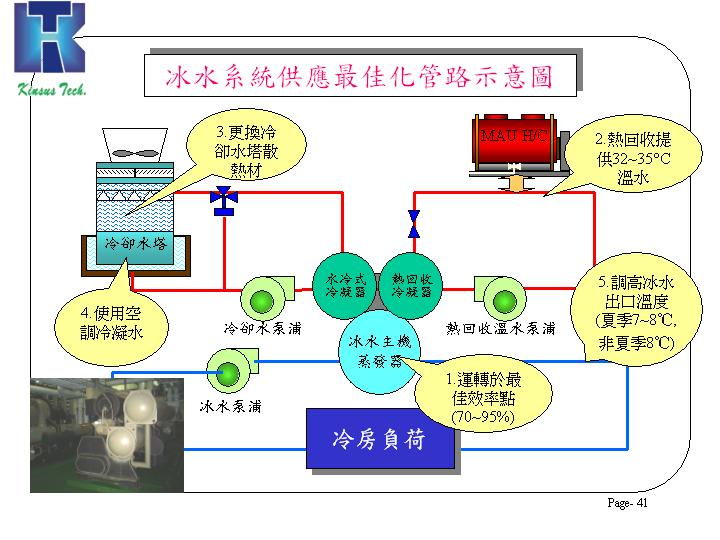 Kinsus Tech.
冰水系統供應最佳化管路示意圖
3.更換冷
卻水塔散
熱材
MAU H/C
2.熱回收提
供32~35°C
溫水
冷卻水塔
水冷式
冷凝器
熱回收
冷凝器
5.調高冰水
出口溫度
(夏季7~8℃,
非夏季8℃)
4.使用空
調冷凝水
冷卻水泵浦
熱回收溫水泵浦
冰水主機
蒸發器
1.運轉於最
佳效率點
(70~95%)
冰水泵浦
冷房負荷
Page- 41